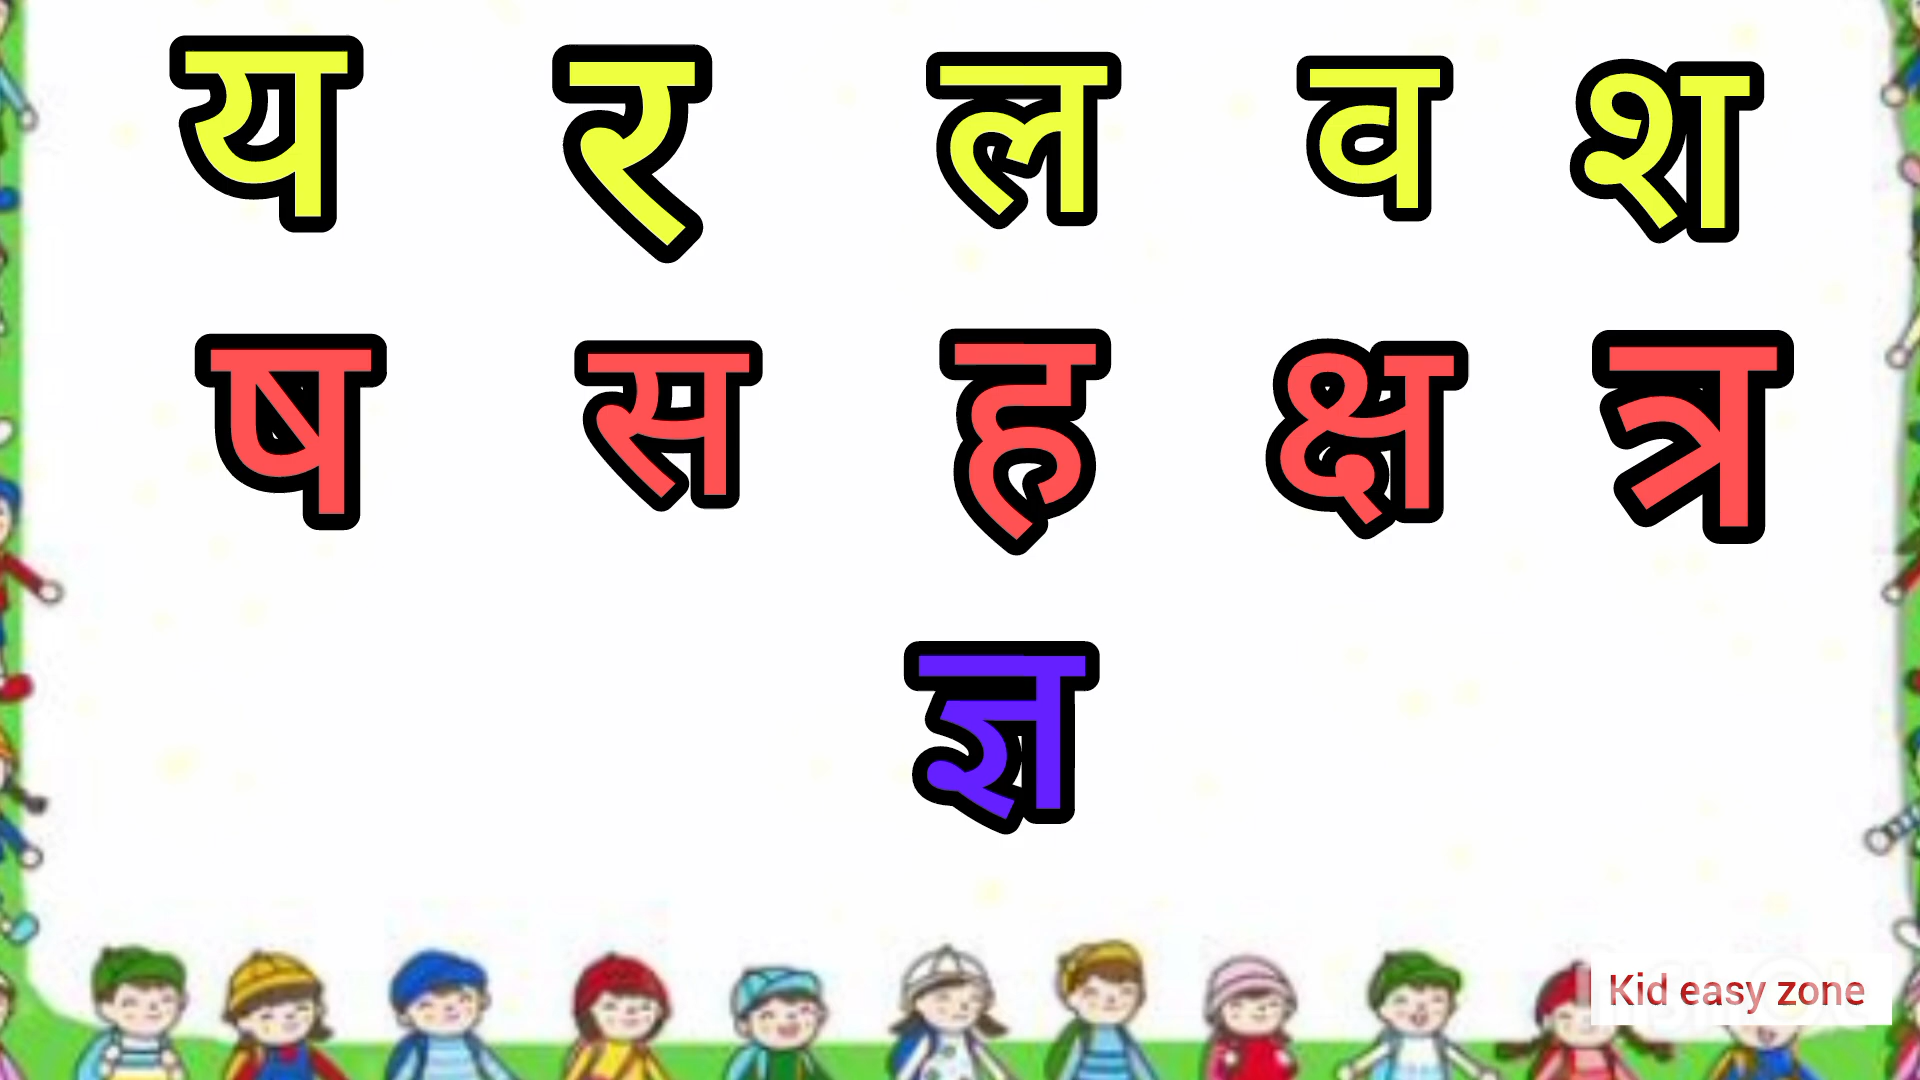 य र ल व श
ष स ह क्ष त्र
ज्ञ
Kid easy zone